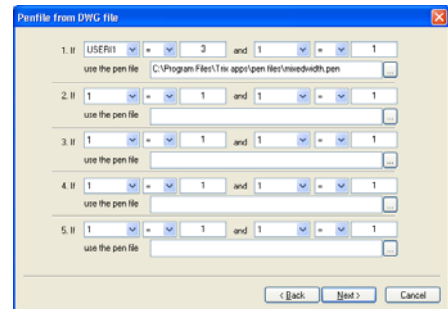 Penfile from DWG file
1. If USERI1 = 3 and 1 = 1
use the pen file C:\Program Files\Trix apps\pen files\mixedwidth.pen ...
2. If 1 = 1 and 1 = 1
use the pen file ...
3. If 1 = 1 and 1 = 1
use the pen file ...
4. If 1 = 1 and 1 = 1
use the pen file ...
5. If 1 = 1 and 1 = 1
use the pen file ...
< Back Next > Cancel